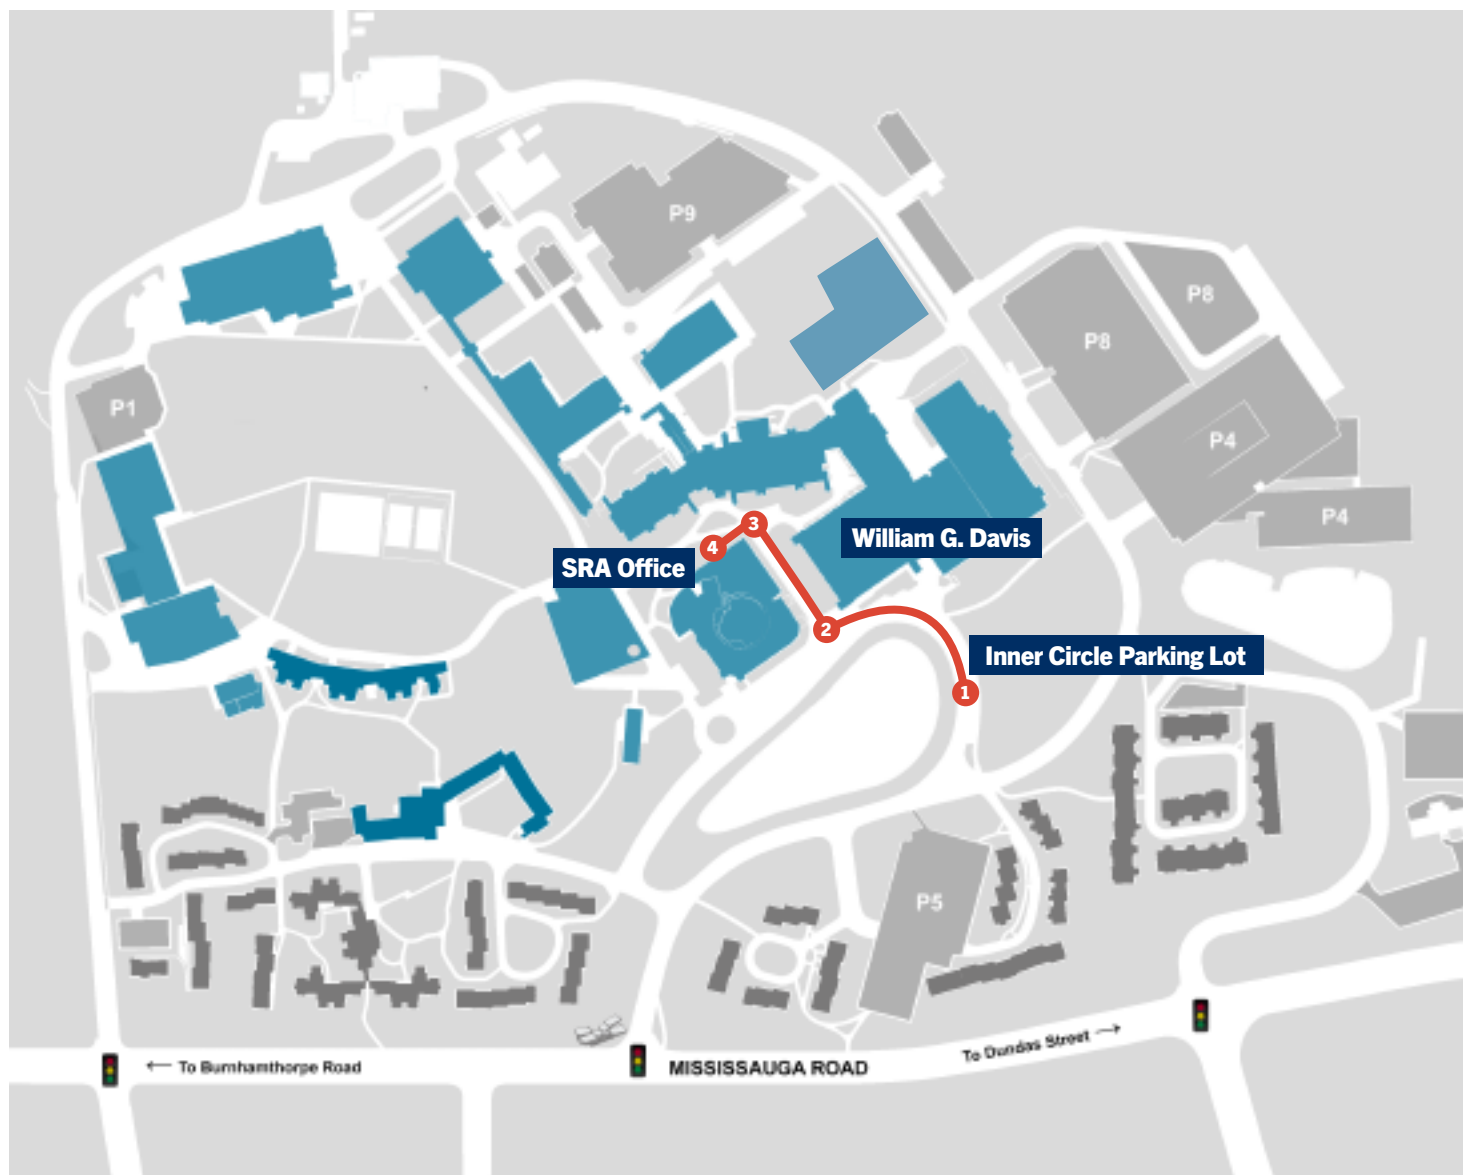 P9
P8
P8
P1
P4
P4
3
William G. Davis
4
SRA Office
2
Inner Circle Parking Lot
1
P5
To Dundas Street →
← To Burnhamthorpe Road
MISSISSAUGA ROAD